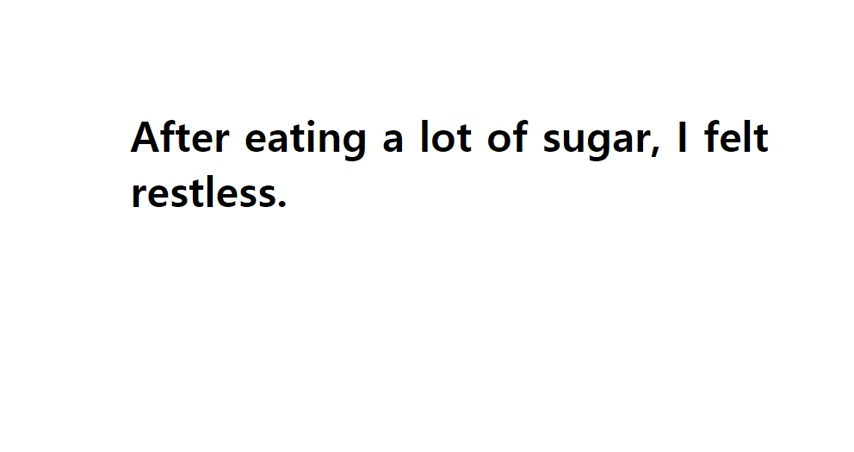 After eating a lot of sugar, I felt
restless.